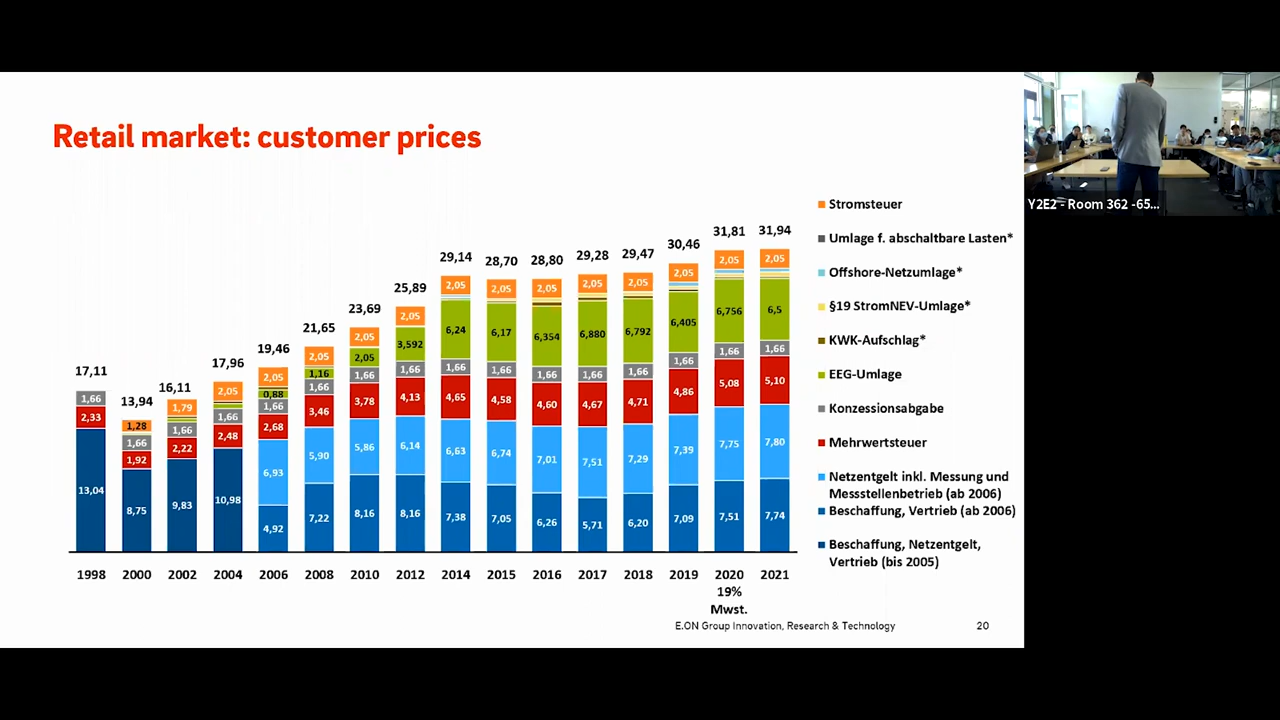 Retail market: customer prices
Y2E2 - Room 362 -65...
Stromsteuer
Umlage f. abschaltbare Lasten*
Offshore-Netzumlage*
§19 StromNEV-Umlage*
KWK-Aufschlag*
EEG-Umlage
Konzessionsabgabe
Mehrwertsteuer
Netzentgelt inkl. Messung und
Messstellenbetrieb (ab 2006)
Beschaffung, Vertrieb (ab 2006)
Beschaffung, Netzentgelt,
Vertrieb (bis 2005)
17,11 13,94 16,11 17,96 19,46 21,65 23,69 25,89 29,14 28,70 28,80 29,28 29,47 30,46 31,81 31,94
1,28 1,79 2,05 2,05 2,05 2,05 2,05 2,05 2,05 2,05 2,05 2,05 2,05 2,05 2,05
0,88 1,16 2,05 3,592 6,24 6,17 6,354 6,880 6,792 6,405 6,756 6,5
1,66 1,66 1,66 1,66 1,66 1,66 1,66 1,66 1,66 1,66 1,66 1,66 1,66 1,66 1,66 1,66
2,33 1,92 2,22 2,48 2,68 3,46 3,78 4,13 4,65 4,58 4,60 4,67 4,71 4,86 5,08 5,10
6,93 5,90 5,86 6,14 6,63 6,74 7,01 7,51 7,29 7,39 7,75 7,80
13,04 8,75 9,83 10,98 4,92 7,22 8,16 8,16 7,38 7,05 6,26 5,71 6,20 7,09 7,51 7,74
1998 2000 2002 2004 2006 2008 2010 2012 2014 2015 2016 2017 2018 2019 2020 2021
19%
Mwst.
E.ON Group Innovation, Research & Technology 20